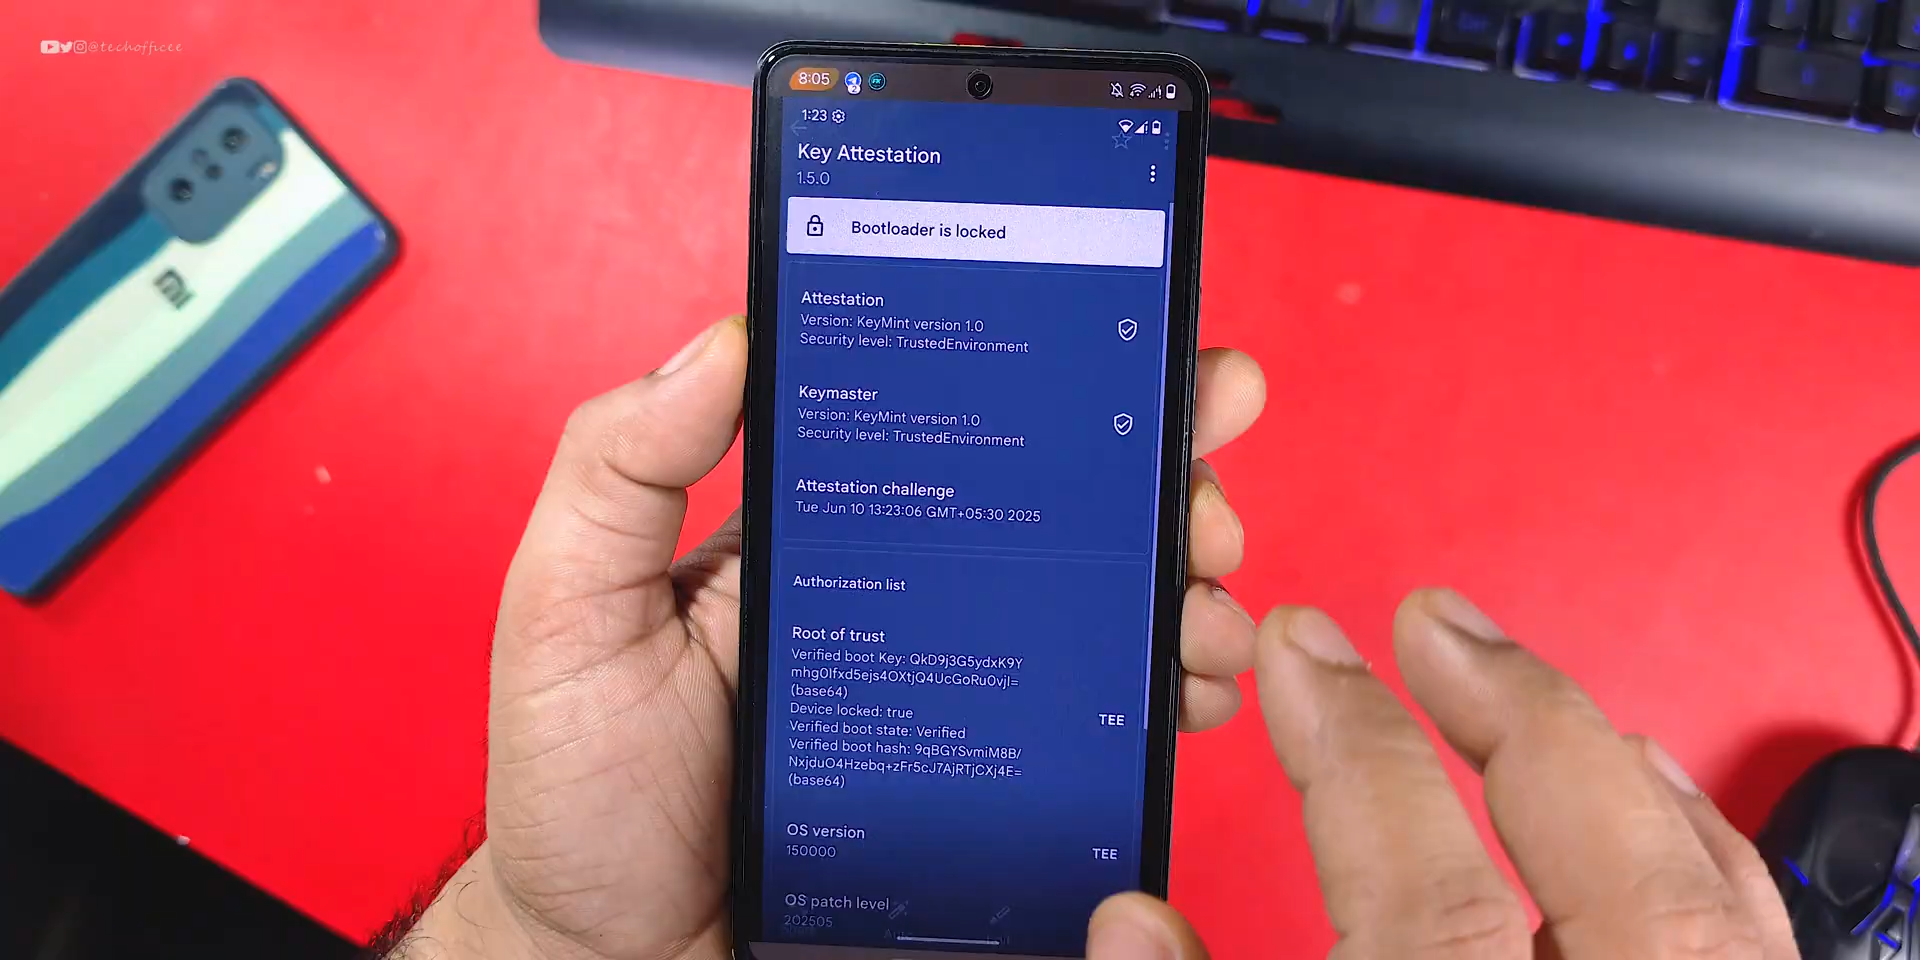 @techofficee
8:05
1:23
Key Attestation
1.5.0
Bootloader is locked
Attestation
Version: KeyMint version 1.0
Security level: TrustedEnvironment
Keymaster
Version: KeyMint version 1.0
Security level: TrustedEnvironment
Attestation challenge
Tue Jun 10 13:23:06 GMT+05:30 2025
Authorization list
Root of trust
Verified boot Key: QkD9j3G5ydxK9Y
mhg0lfxd5ejs4OXtjQ4UcGoRu0vjI=
(base64)
Device locked: true
TEE
Verified boot state: Verified
Verified boot hash: 9qBGYSvmiM8B/
NxjduO4Hzebq+zFr5cJ7AjRTjCXj4E=
(base64)
OS version
150000
TEE
OS patch level
202505
mi